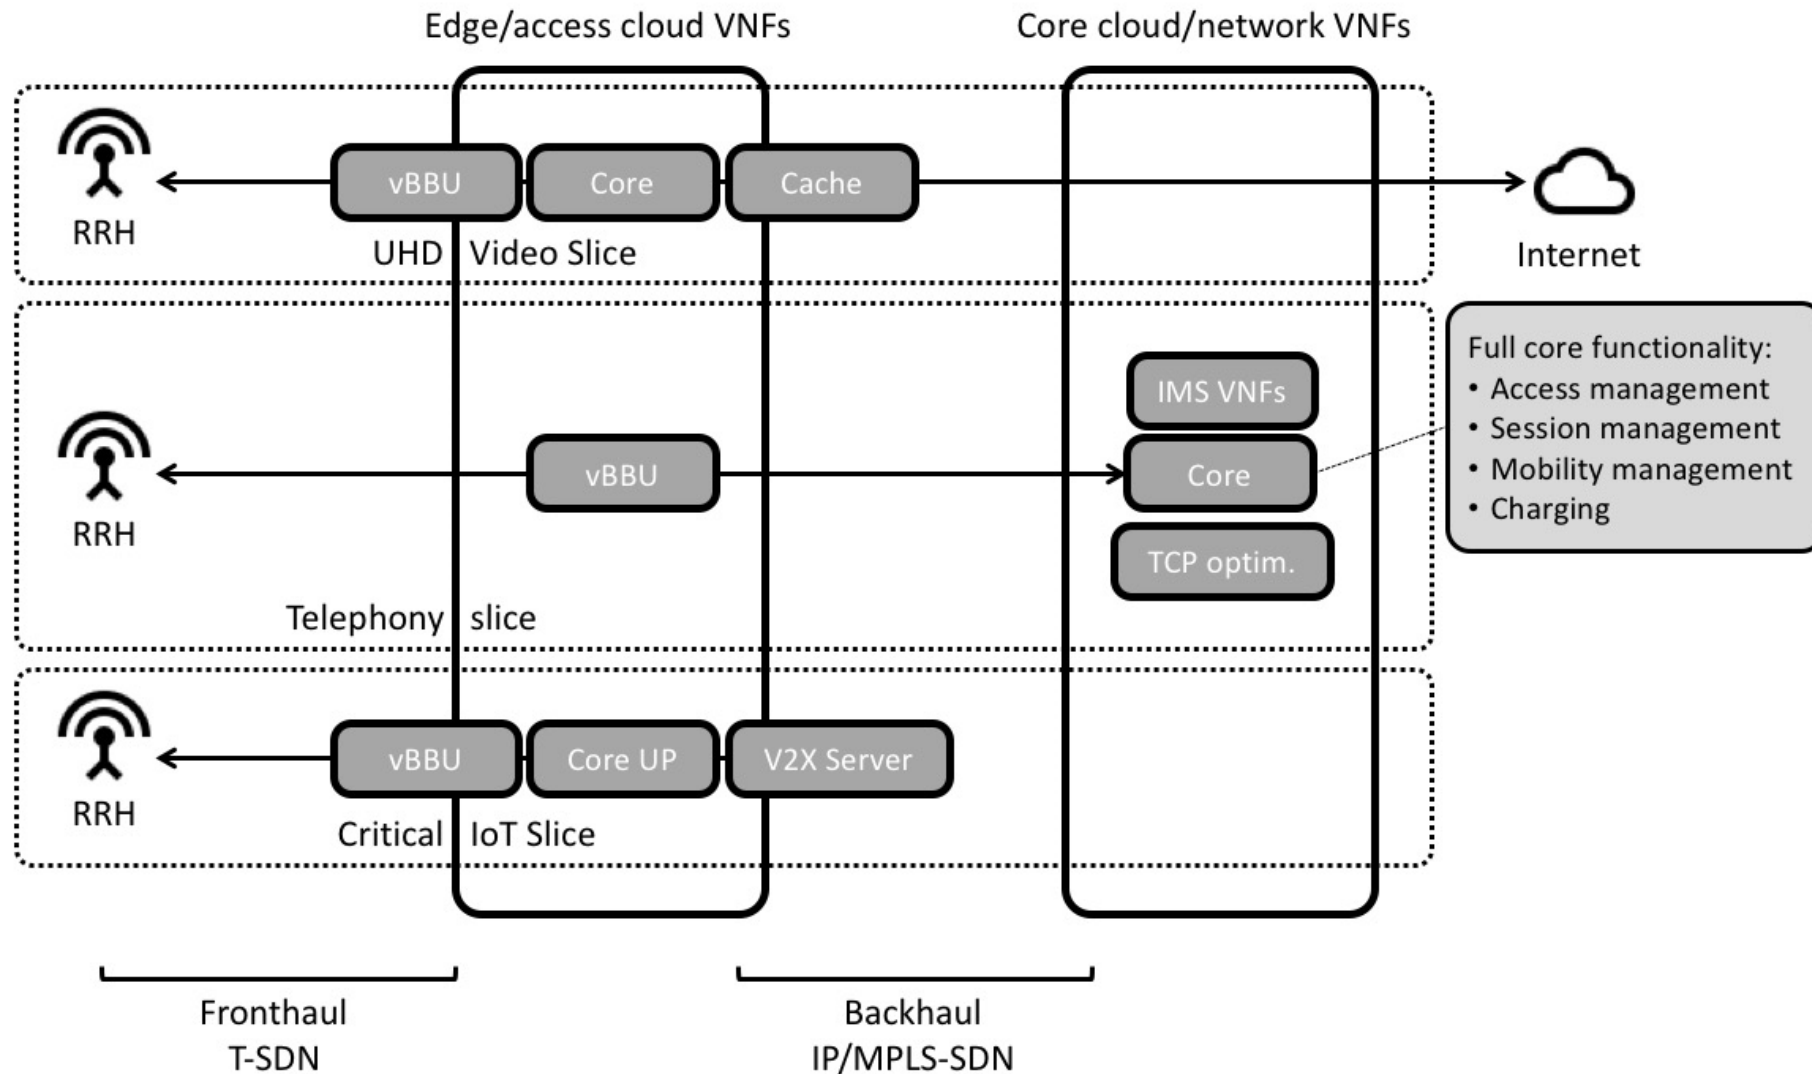 Edge/access cloud VNFs
Core cloud/network VNFs
vBBU
Core
Cache
RRH
UHD Video Slice
Internet
IMS VNFs
vBBU
Core
TCP optim.
RRH
Telephony slice
Full core functionality:
• Access management
• Session management
• Mobility management
• Charging
vBBU
Core UP
V2X Server
RRH
Critical IoT Slice
Fronthaul
T-SDN
Backhaul
IP/MPLS-SDN